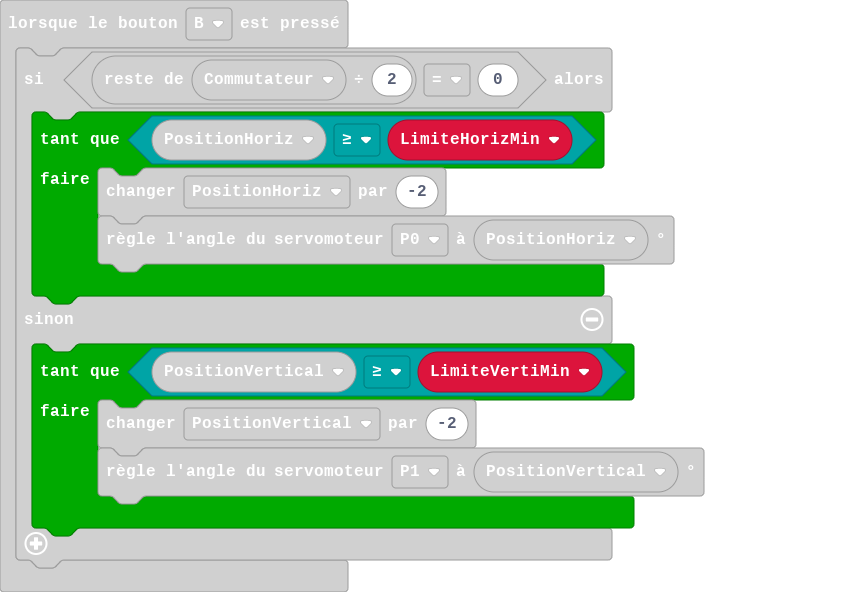 lorsque le bouton B est pressé
si reste de Commutateur ÷ 2 = 0 alors
tant que PositionHoriz ≥ LimiteHorizMin
faire
changer PositionHoriz par -2
règle l'angle du servomoteur P0 à PositionHoriz °
sinon
tant que PositionVertical ≥ LimiteVertiMin
faire
changer PositionVertical par -2
règle l'angle du servomoteur P1 à PositionVertical °